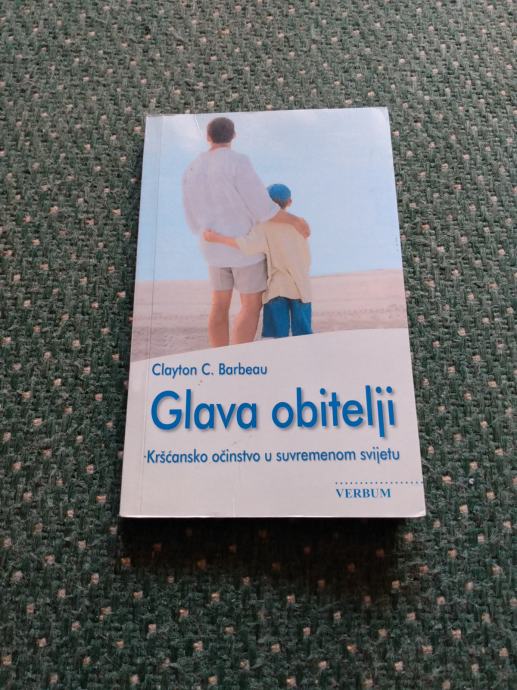 Clayton C. Barbeau
Glava obitelji
Kršćansko očinstvo u suvremenom svijetu
VERBUM